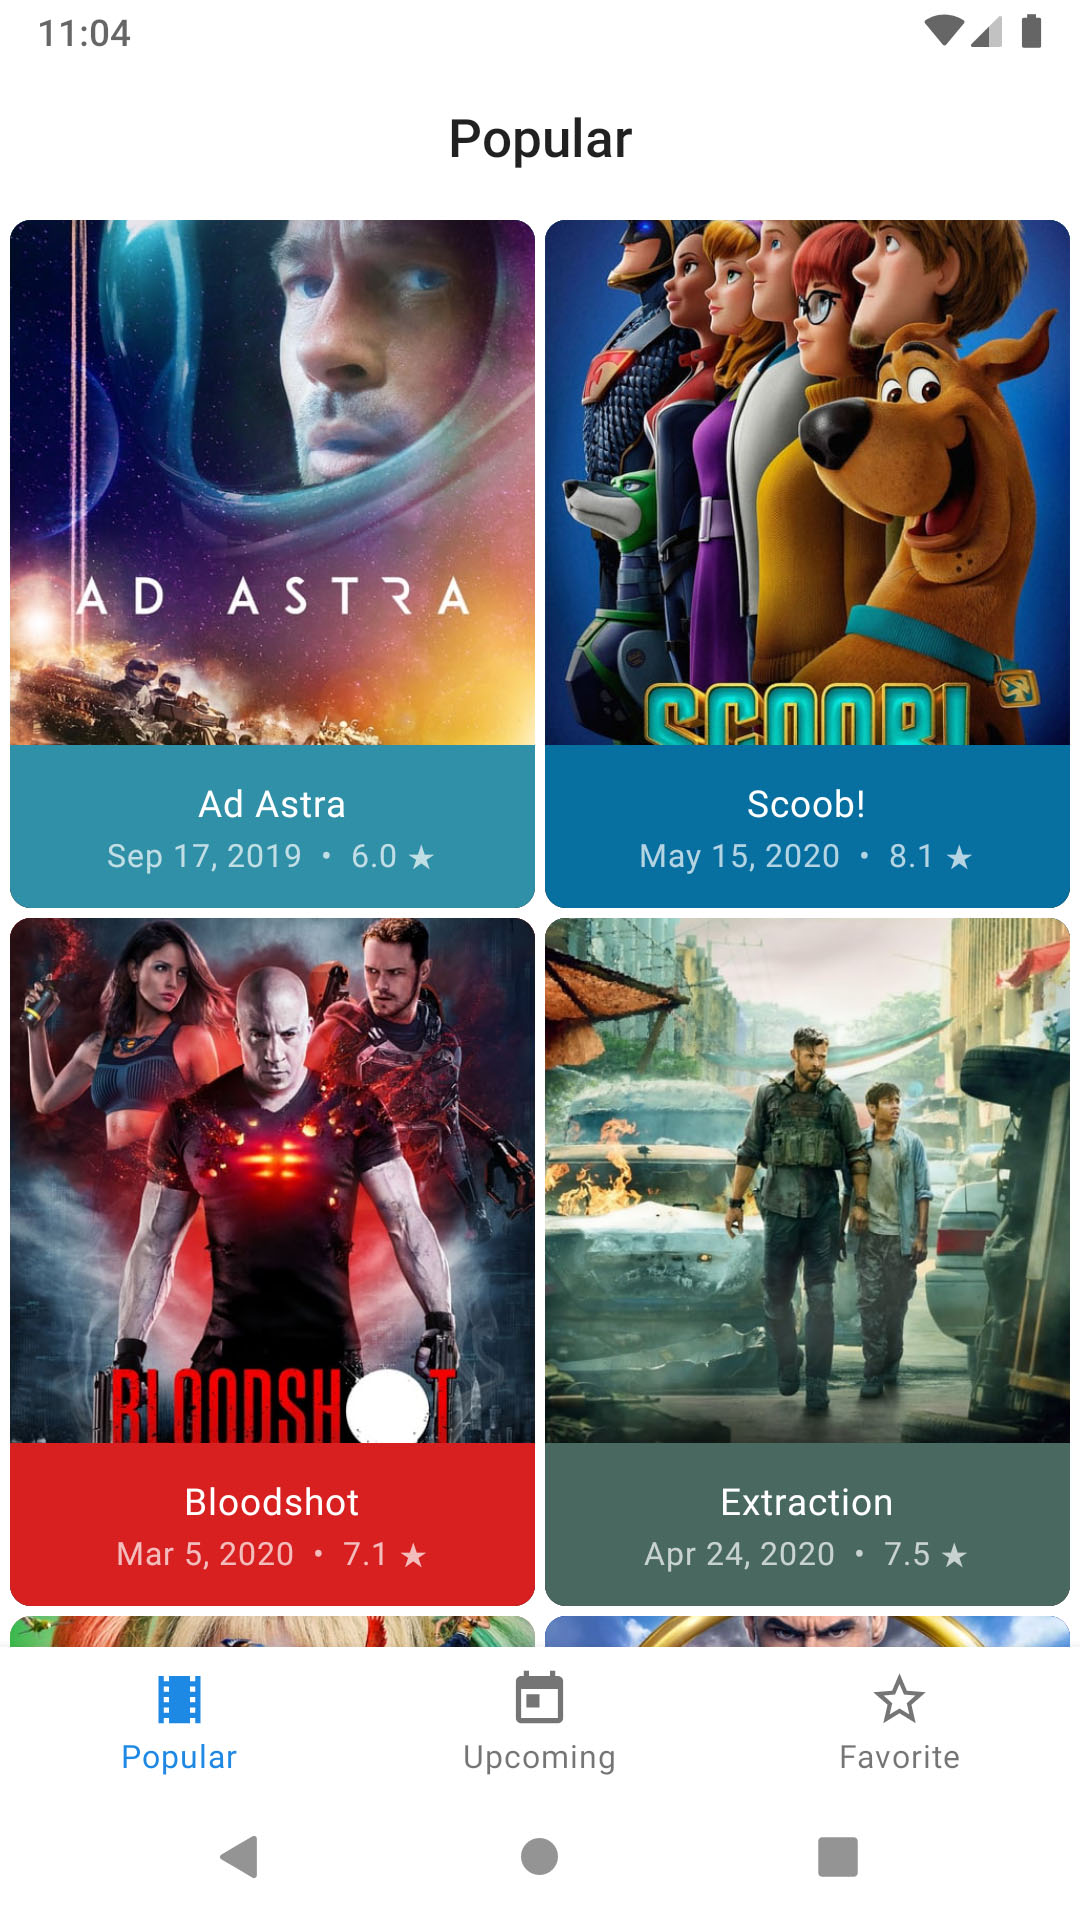 11:04
Popular
AD ASTRA
SCOOB!
Ad Astra
Sep 17, 2019 • 6.0 ★
Scoob!
May 15, 2020 • 8.1 ★
BLOODSHOT
Bloodshot
Mar 5, 2020 • 7.1 ★
Extraction
Apr 24, 2020 • 7.5 ★
Popular
Upcoming
Favorite